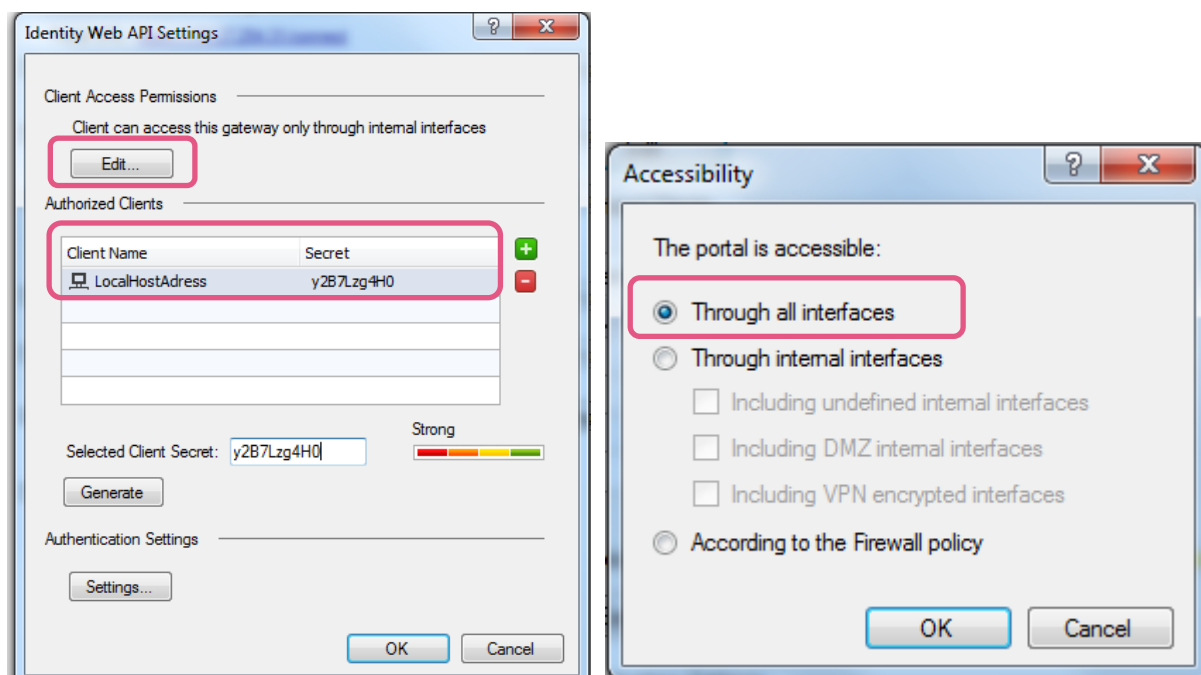 Identity Web API Settings
Client Access Permissions
Client can access this gateway only through internal interfaces
Edit...
Authorized Clients
Client Name Secret
LocalHostAdress y2B7Lzg4H0
Selected Client Secret: y2B7Lzg4H0
Strong
Generate
Authentication Settings
Settings...
OK Cancel
Accessibility
The portal is accessible:
Through all interfaces
Through internal interfaces
Including undefined internal interfaces
Including DMZ internal interfaces
Including VPN encrypted interfaces
According to the Firewall policy
OK Cancel